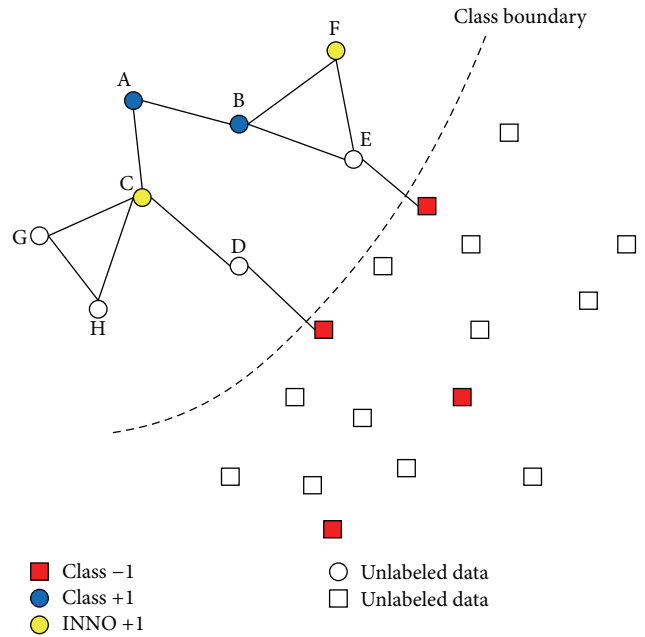 Class boundary
F
A
B
E
C
G
D
H
Class −1
Class +1
INNO +1
Unlabeled data
Unlabeled data